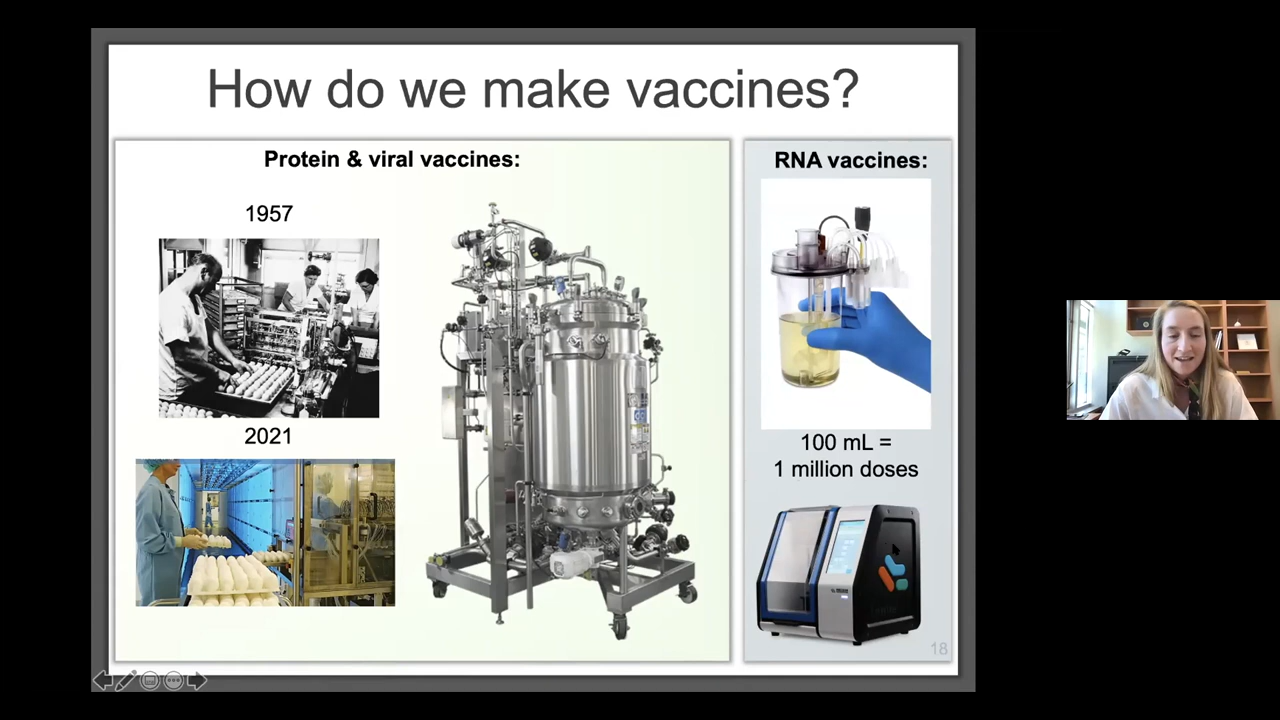 How do we make vaccines?
Protein & viral vaccines:
1957
2021
RNA vaccines:
100 mL =
1 million doses
18